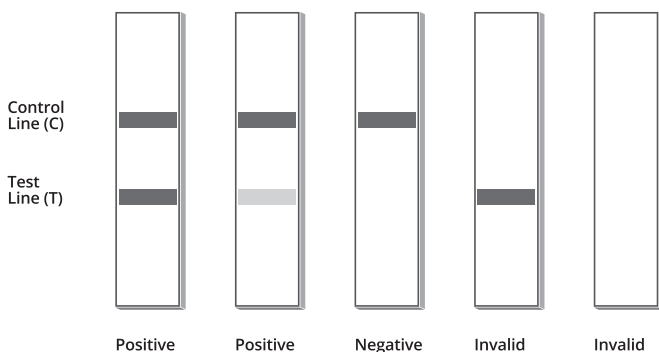 Control
Line (C)
Test
Line (T)
Positive
Positive
Negative
Invalid
Invalid